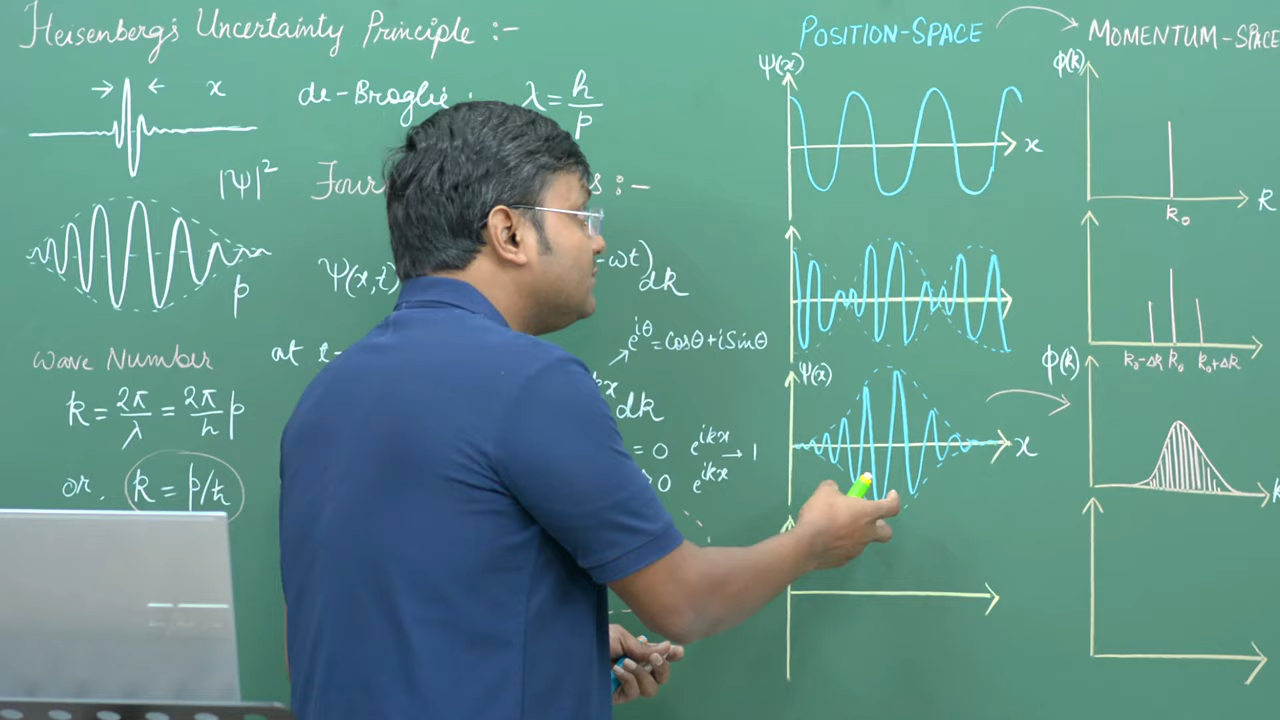 Heisenberg's Uncertainty Principle :-
x
de-Broglie : λ = h/p
|Ψ|²
:-
p
Ψ(x,t)
-ωt) dk
e^{iθ} = Cosθ + i Sinθ
Wave Number
at t-
k = 2π/λ = 2π/h p
dk
= 0 e^{ikx} → 1
0 e^{ikx}
or, k = p/ħ
POSITION-SPACE
MOMENTUM-SPACE
Ψ(x)
x
ϕ(k)
k
k₀
k₀-Δk k₀ k₀+Δk
Ψ(x)
x
ϕ(k)
k